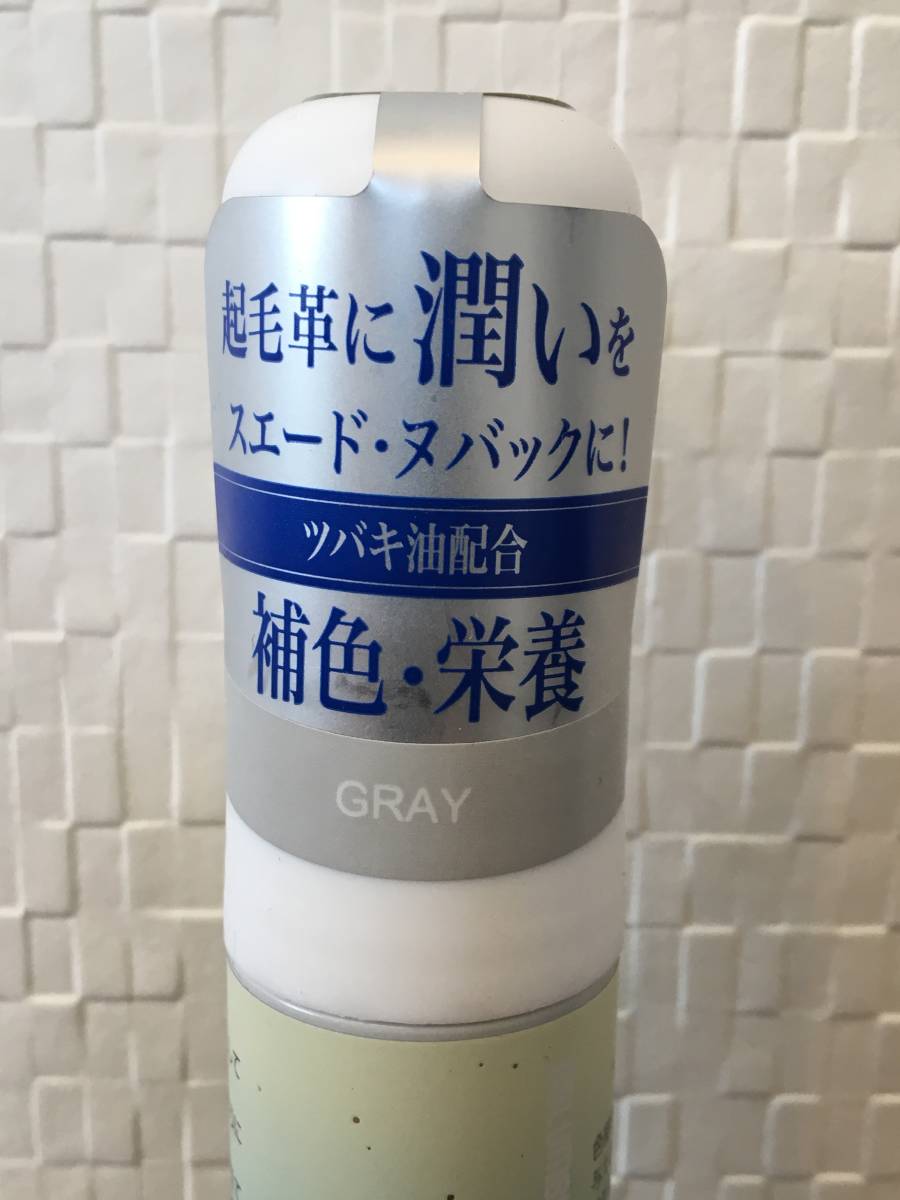 起毛革に潤いを
スエード・ヌバックに!
ツバキ油配合
補色・栄養
GRAY